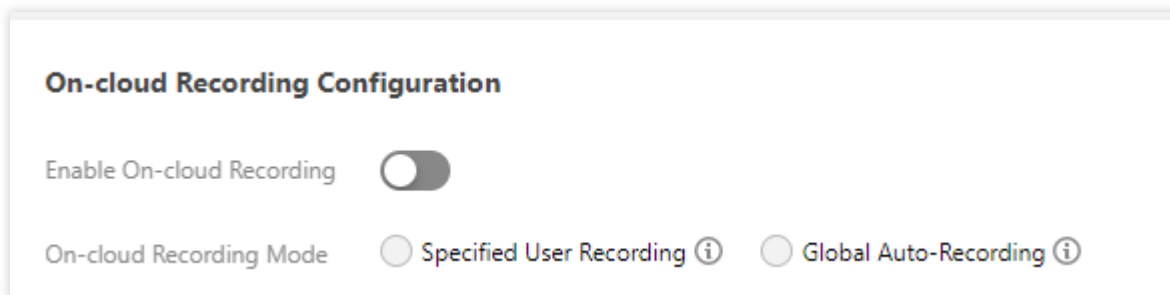 On-cloud Recording Configuration
Enable On-cloud Recording
On-cloud Recording Mode Specified User Recording Global Auto-Recording